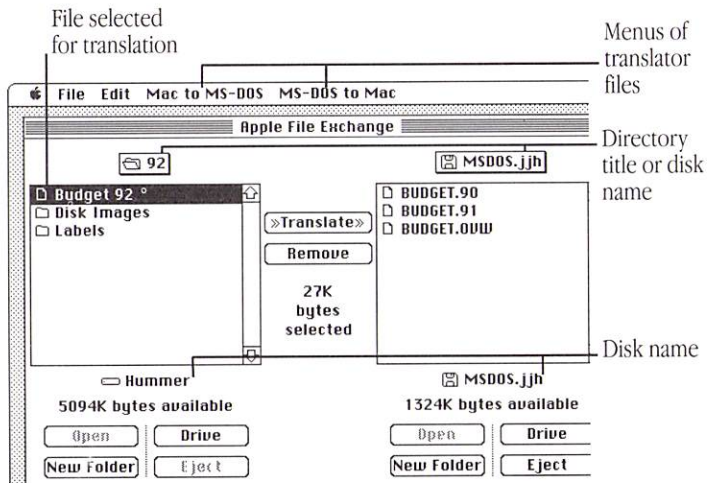 File selected
for translation
Menus of
translator
files
File Edit Mac to MS-DOS MS-DOS to Mac
Apple File Exchange
92
MSDOS.jjh
Directory
title or disk
name
Budget 92 °
Disk Images
Labels
»Translate»
Remove
27K
bytes
selected
BUDGET.90
BUDGET.91
BUDGET.OVW
Disk name
Hummer
MSDOS.jjh
5094K bytes available
1324K bytes available
Open Drive
New Folder Eject
Open Drive
New Folder Eject